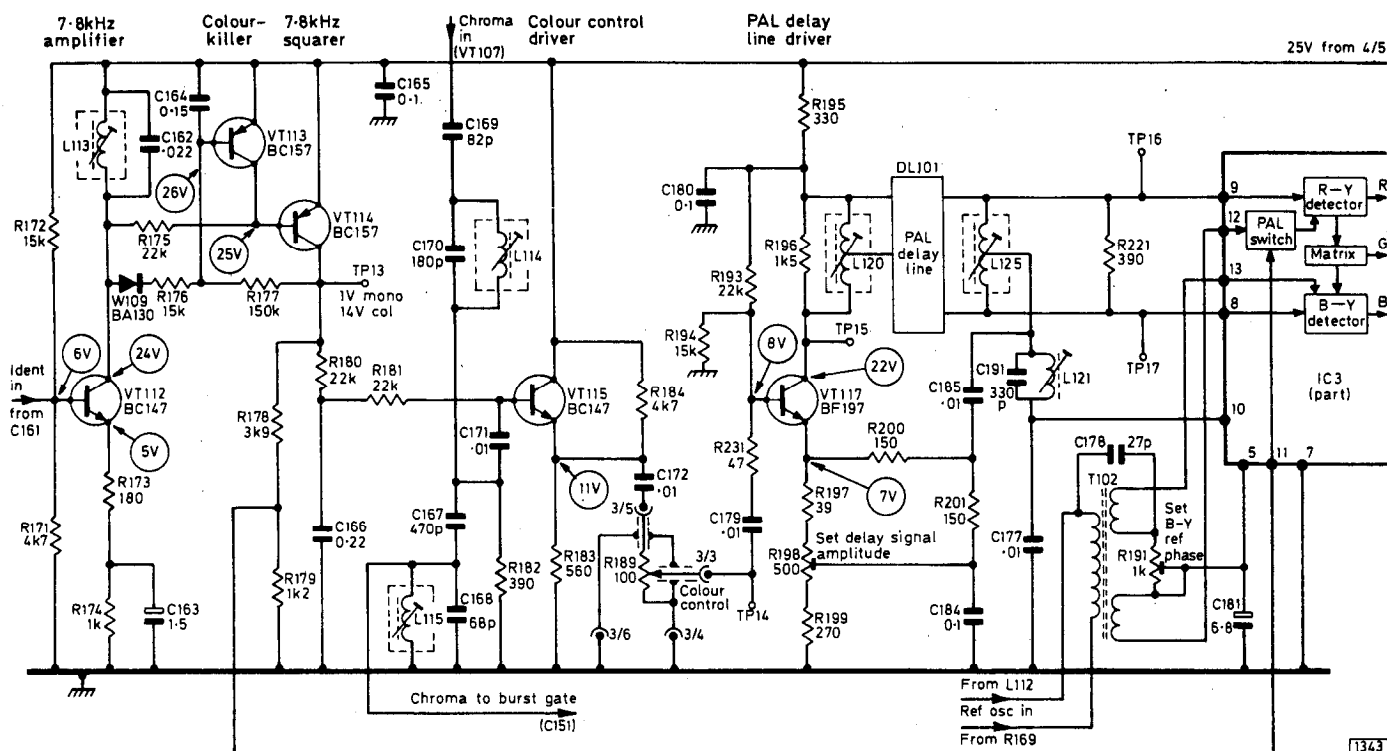 7·8kHz
amplifier
Colour-
killer
7·8kHz
squarer
Chroma
in
(VT107)
Colour control
driver
PAL delay
line driver
25V from 4/5
C164
0·15
C165
0·1.
C169
82p
R195
330
TP16
L113
C162
·022
VT113
BC157
26V
C180
0·1
DL101
PAL
delay
line
9
12
13
8
R—Y
detector
R
PAL
switch
Matrix
G
B—Y
detector
B
R172
15k
R175
22k
25V
VT114
BC157
C170
180p
L114
R193
22k
R196
1k5
L120
L125
R221
390
W109
BA130
R176
15k
R177
150k
TP13
1V mono
14V col
R194
15k
TP15
TP17
IC3
(part)
6V
24V
Ident
in
from
C161
VT112
BC147
5V
R180
22k
R181
22k
R178
3k9
VT115
BC147
R184
4k7
8V
22V
VT117
BF197
C185
·01
C191
330
p
L121
10
C171
·01
R200
150
R231
47
C178
27p
5
11
7
R173
180
11V
C172
·01
7V
T102
R171
4k7
C166
0·22
C167
470p
3/5
C179
·01
R197
39
R201
150
Set
B-Y
ref
phase
R182
390
R183
560
R189
100
3/3
Set delay signal
amplitude
R198
500
C177
·01
R191
1k
R179
1k2
Colour
control
TP14
R174
1k
C163
1·5
L115
C168
68p
3/6
3/4
R199
270
C184
0·1
C181
6·8
From L112
Chroma to burst gate
(C151)
Ref osc in
From R169
1343